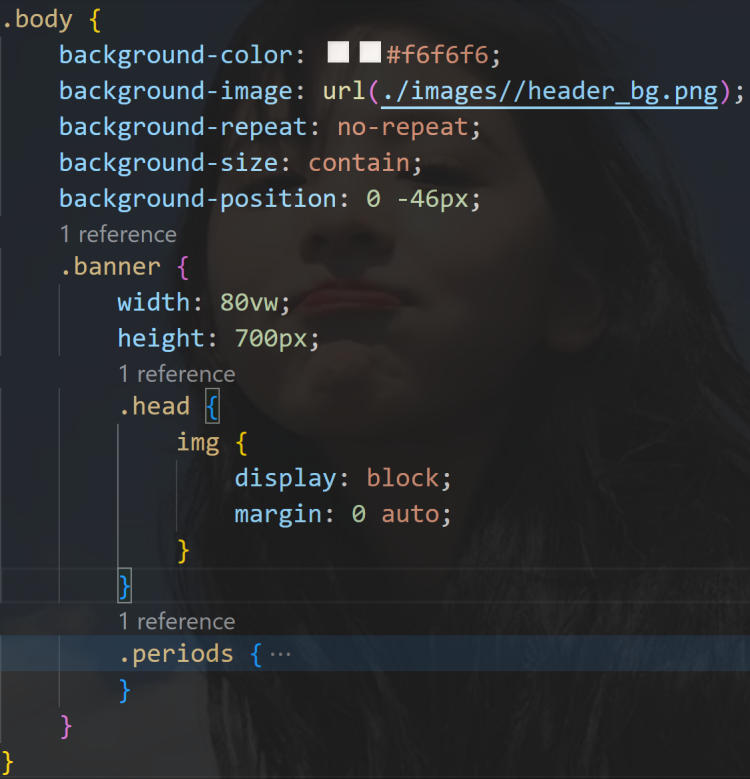 .body {
background-color: #f6f6f6;
background-image: url(./images//header_bg.png);
background-repeat: no-repeat;
background-size: contain;
background-position: 0 -46px;
1 reference
.banner {
width: 80vw;
height: 700px;
1 reference
.head {
img {
display: block;
margin: 0 auto;
}
}
1 reference
.periods { ⋯
}
}
}